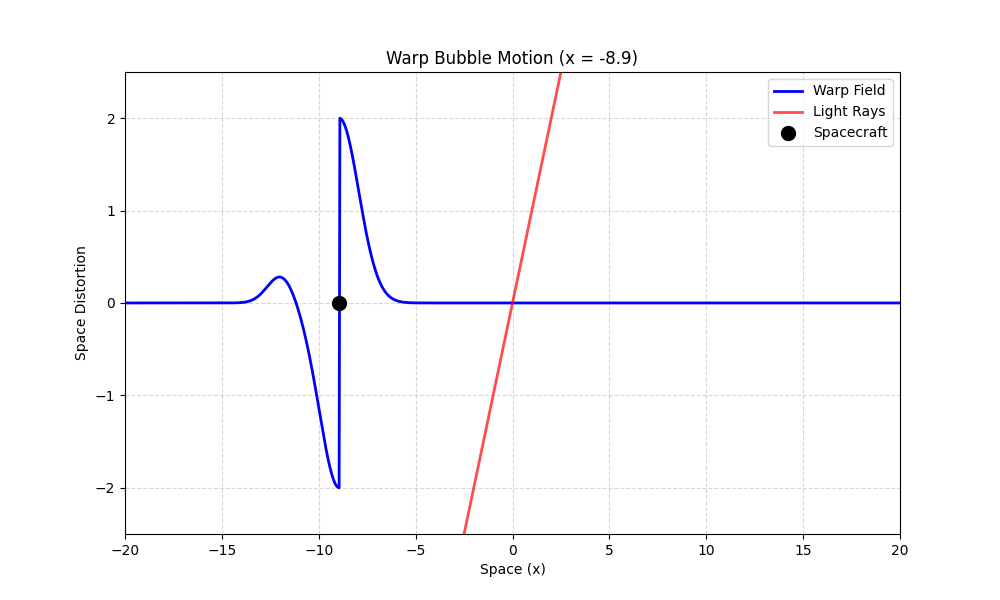 Warp Bubble Motion (x = -8.9)
Warp Field
Light Rays
Spacecraft
Space Distortion
2
1
0
−1
−2
−20 −15 −10 −5 0 5 10 15 20
Space (x)